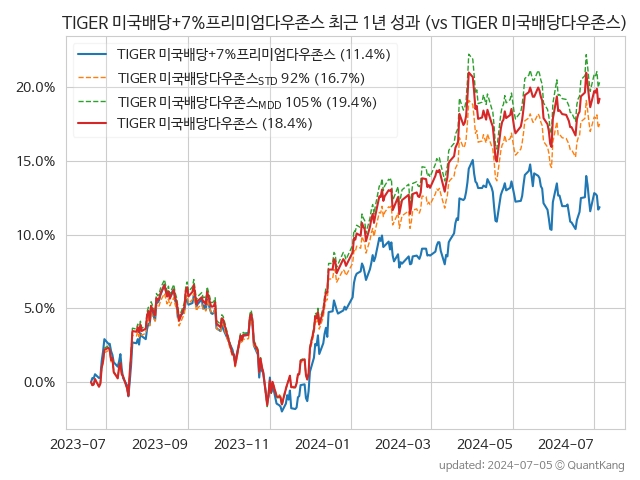 TIGER 미국배당+7%프리미엄다우존스 최근 1년 성과 (vs TIGER 미국배당다우존스)
TIGER 미국배당+7%프리미엄다우존스 (11.4%)
TIGER 미국배당다우존스STD 92% (16.7%)
TIGER 미국배당다우존스MDD 105% (19.4%)
TIGER 미국배당다우존스 (18.4%)
20.0%
15.0%
10.0%
5.0%
0.0%
2023-07 2023-09 2023-11 2024-01 2024-03 2024-05 2024-07
updated: 2024-07-05 © QuantKang